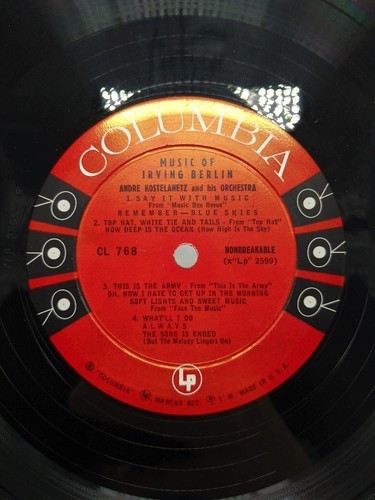 COLUMBIA
MUSIC OF
IRVING BERLIN
ANDRE KOSTELANETZ and his ORCHESTRA
1. SAY IT WITH MUSIC
From "Music Box Revue"
REMEMBER—BLUE SKIES
2. TOP HAT, WHITE TIE AND TAILS - From "Top Hat"
HOW DEEP IS THE OCEAN (How High Is The Sky)
CL 768
NONBREAKABLE
(x"Lp" 2599)
3. THIS IS THE ARMY - From "This Is The Army"
OH, HOW I HATE TO GET UP IN THE MORNING
SOFT LIGHTS AND SWEET MUSIC
From "Face The Music"
4. WHAT'LL I DO
ALWAYS
THE SONG IS ENDED
(But The Melody Lingers On)
Lp
® "COLUMBIA" MARCAS REG. T. M. MADE IN U. S. A.